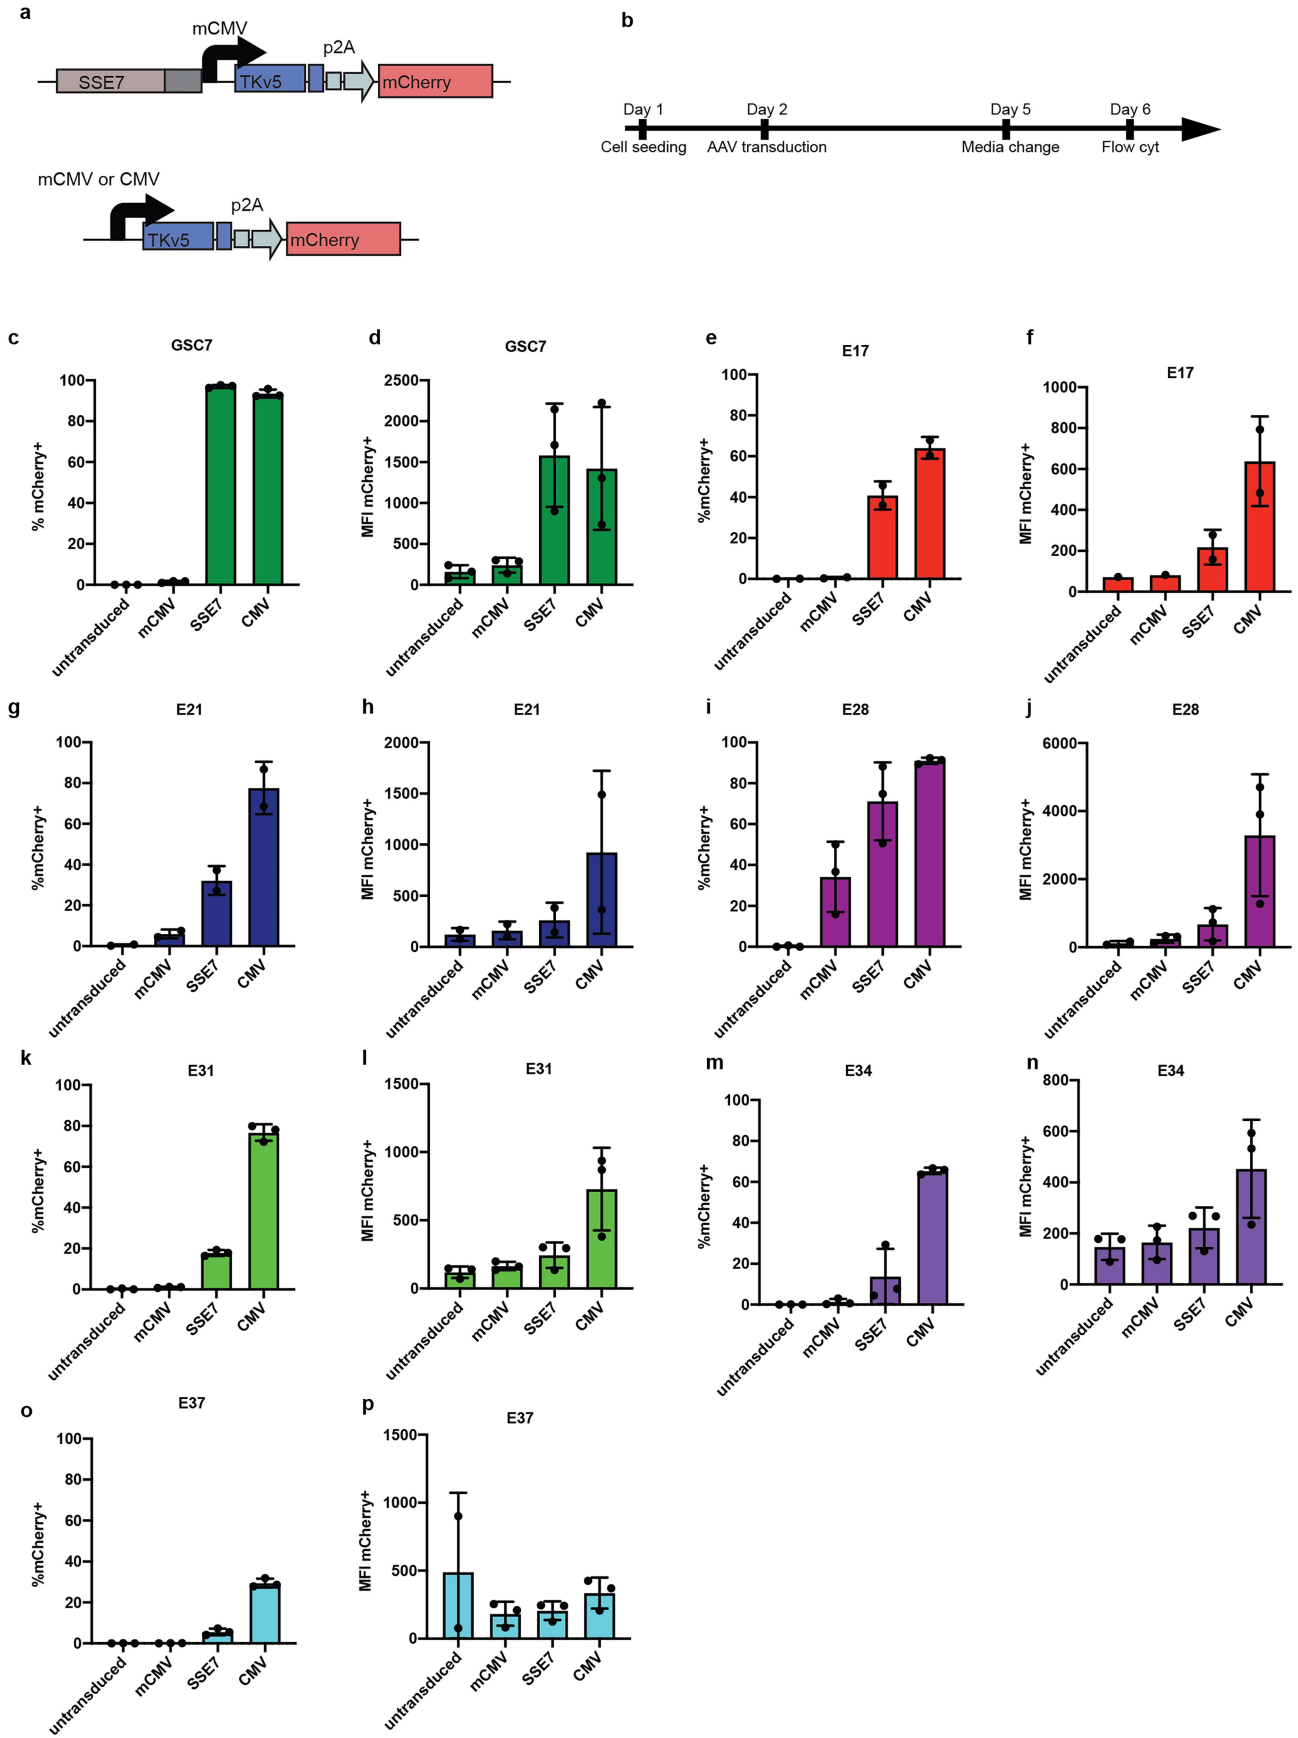 a
mCMV
p2A
SSE7
TKv5
mCherry
mCMV or CMV
p2A
TKv5
mCherry
b
Day 1
Day 2
Day 5
Day 6
Cell seeding
AAV transduction
Media change
Flow cyt
c
GSC7
% mCherry+
100
80
60
40
20
0
untransduced
mCMV
SSE7
CMV
d
GSC7
MFI mCherry+
2500
2000
1500
1000
500
0
untransduced
mCMV
SSE7
CMV
e
E17
%mCherry+
100
80
60
40
20
0
untransduced
mCMV
SSE7
CMV
f
E17
MFI mCherry+
1000
800
600
400
200
0
untransduced
mCMV
SSE7
CMV
g
E21
%mCherry+
100
80
60
40
20
0
untransduced
mCMV
SSE7
CMV
h
E21
MFI mCherry+
2000
1500
1000
500
0
untransduced
mCMV
SSE7
CMV
i
E28
%mCherry+
100
80
60
40
20
0
untransduced
mCMV
SSE7
CMV
j
E28
MFI mCherry+
6000
4000
2000
0
untransduced
mCMV
SSE7
CMV
k
E31
%mCherry+
100
80
60
40
20
0
untransduced
mCMV
SSE7
CMV
l
E31
MFI mCherry+
1500
1000
500
0
untransduced
mCMV
SSE7
CMV
m
E34
%mCherry+
100
80
60
40
20
0
untransduced
mCMV
SSE7
CMV
n
E34
MFI mCherry+
800
600
400
200
0
untransduced
mCMV
SSE7
CMV
o
E37
%mCherry+
100
80
60
40
20
0
untransduced
mCMV
SSE7
CMV
p
E37
MFI mCherry+
1500
1000
500
0
untransduced
mCMV
SSE7
CMV